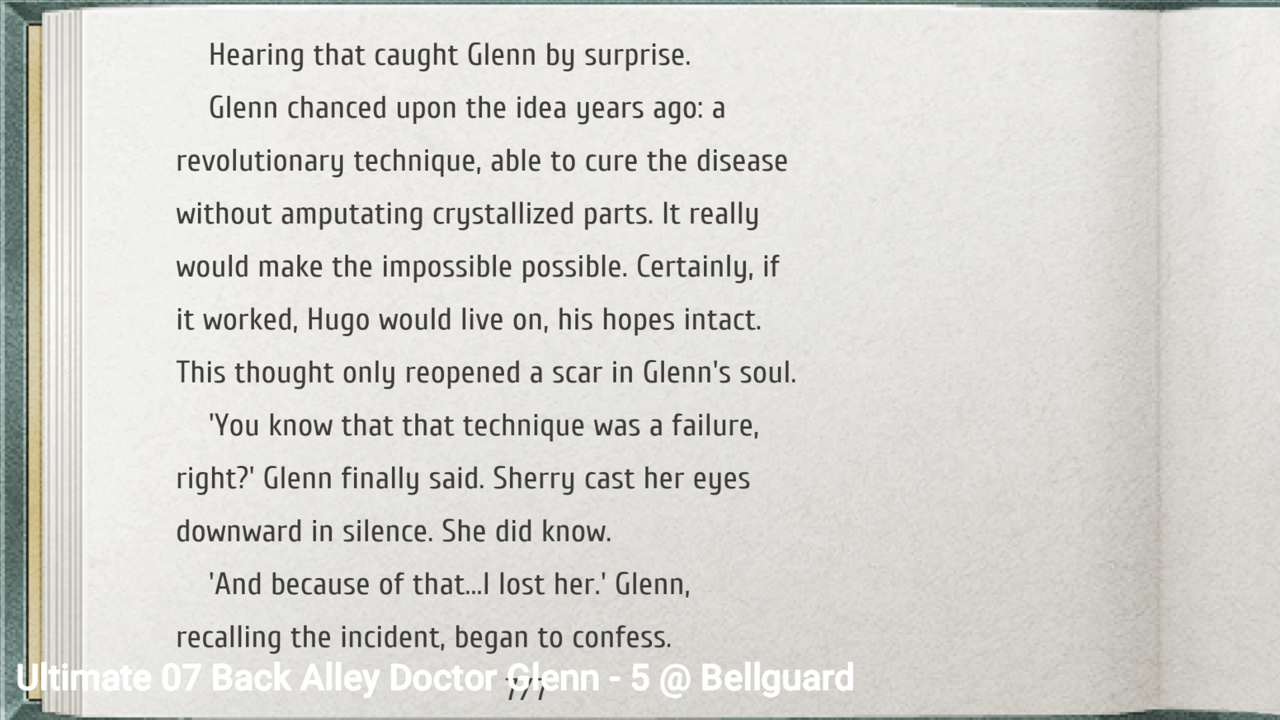 Hearing that caught Glenn by surprise.
Glenn chanced upon the idea years ago: a
revolutionary technique, able to cure the disease
without amputating crystallized parts. It really
would make the impossible possible. Certainly, if
it worked, Hugo would live on, his hopes intact.
This thought only reopened a scar in Glenn's soul.
'You know that that technique was a failure,
right?' Glenn finally said. Sherry cast her eyes
downward in silence. She did know.
'And because of that...I lost her.' Glenn,
recalling the incident, began to confess.
Ultimate 07 Back Alley Doctor Glenn - 5 @ Bellguard